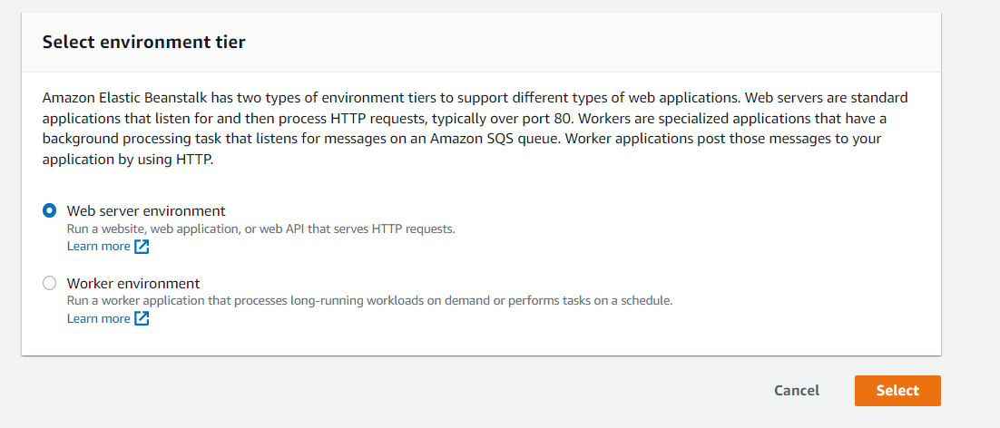 Select environment tier
Amazon Elastic Beanstalk has two types of environment tiers to support different types of web applications. Web servers are standard
applications that listen for and then process HTTP requests, typically over port 80. Workers are specialized applications that have a
background processing task that listens for messages on an Amazon SQS queue. Worker applications post those messages to your
application by using HTTP.
Web server environment
Run a website, web application, or web API that serves HTTP requests.
Learn more
Worker environment
Run a worker application that processes long-running workloads on demand or performs tasks on a schedule.
Learn more
Cancel Select